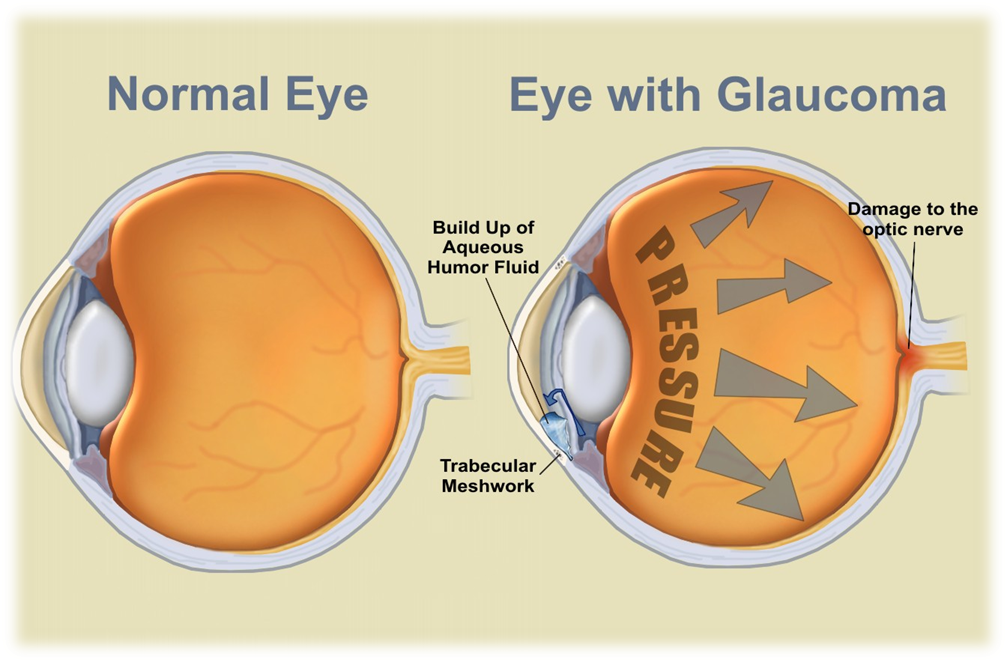 Normal Eye
Eye with Glaucoma
Build Up of
Aqueous
Humor Fluid
Damage to the
optic nerve
PRESSURE
Trabecular
Meshwork